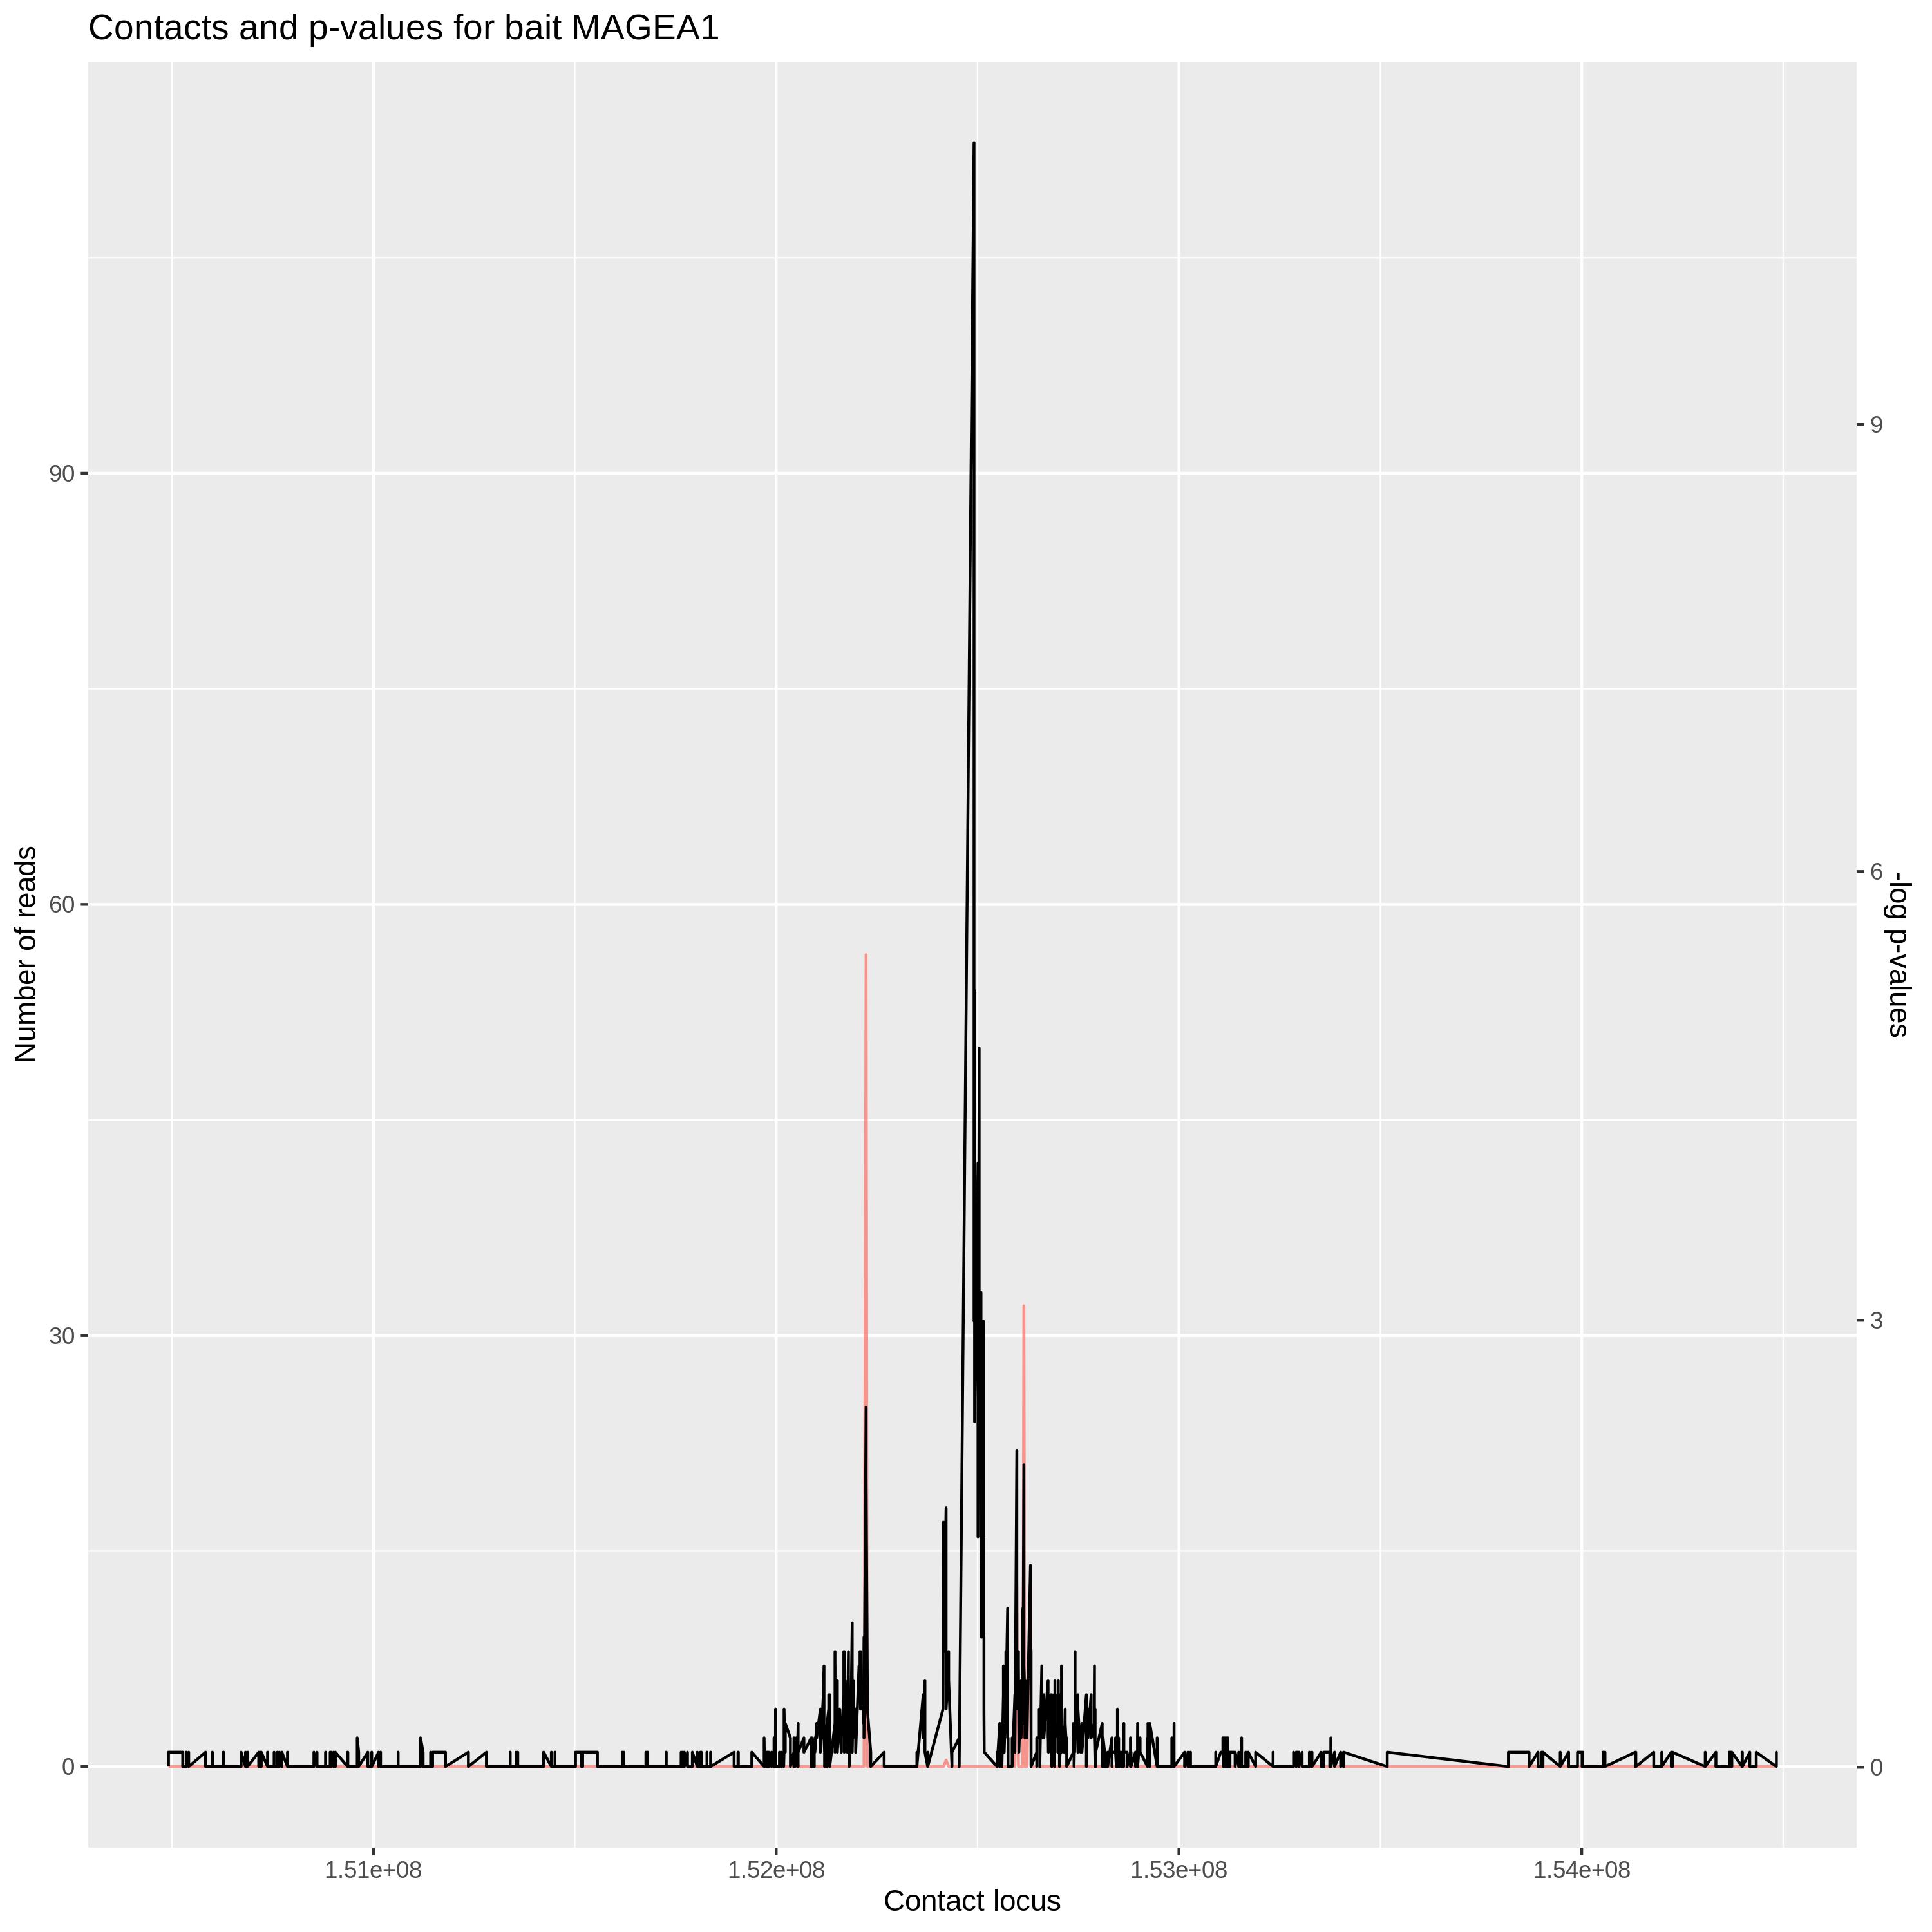 Contacts and p-values for bait MAGEA1
Number of reads
90
60
30
0
9
6
3
0
-log p-values
1.51e+08
1.52e+08
1.53e+08
1.54e+08
Contact locus